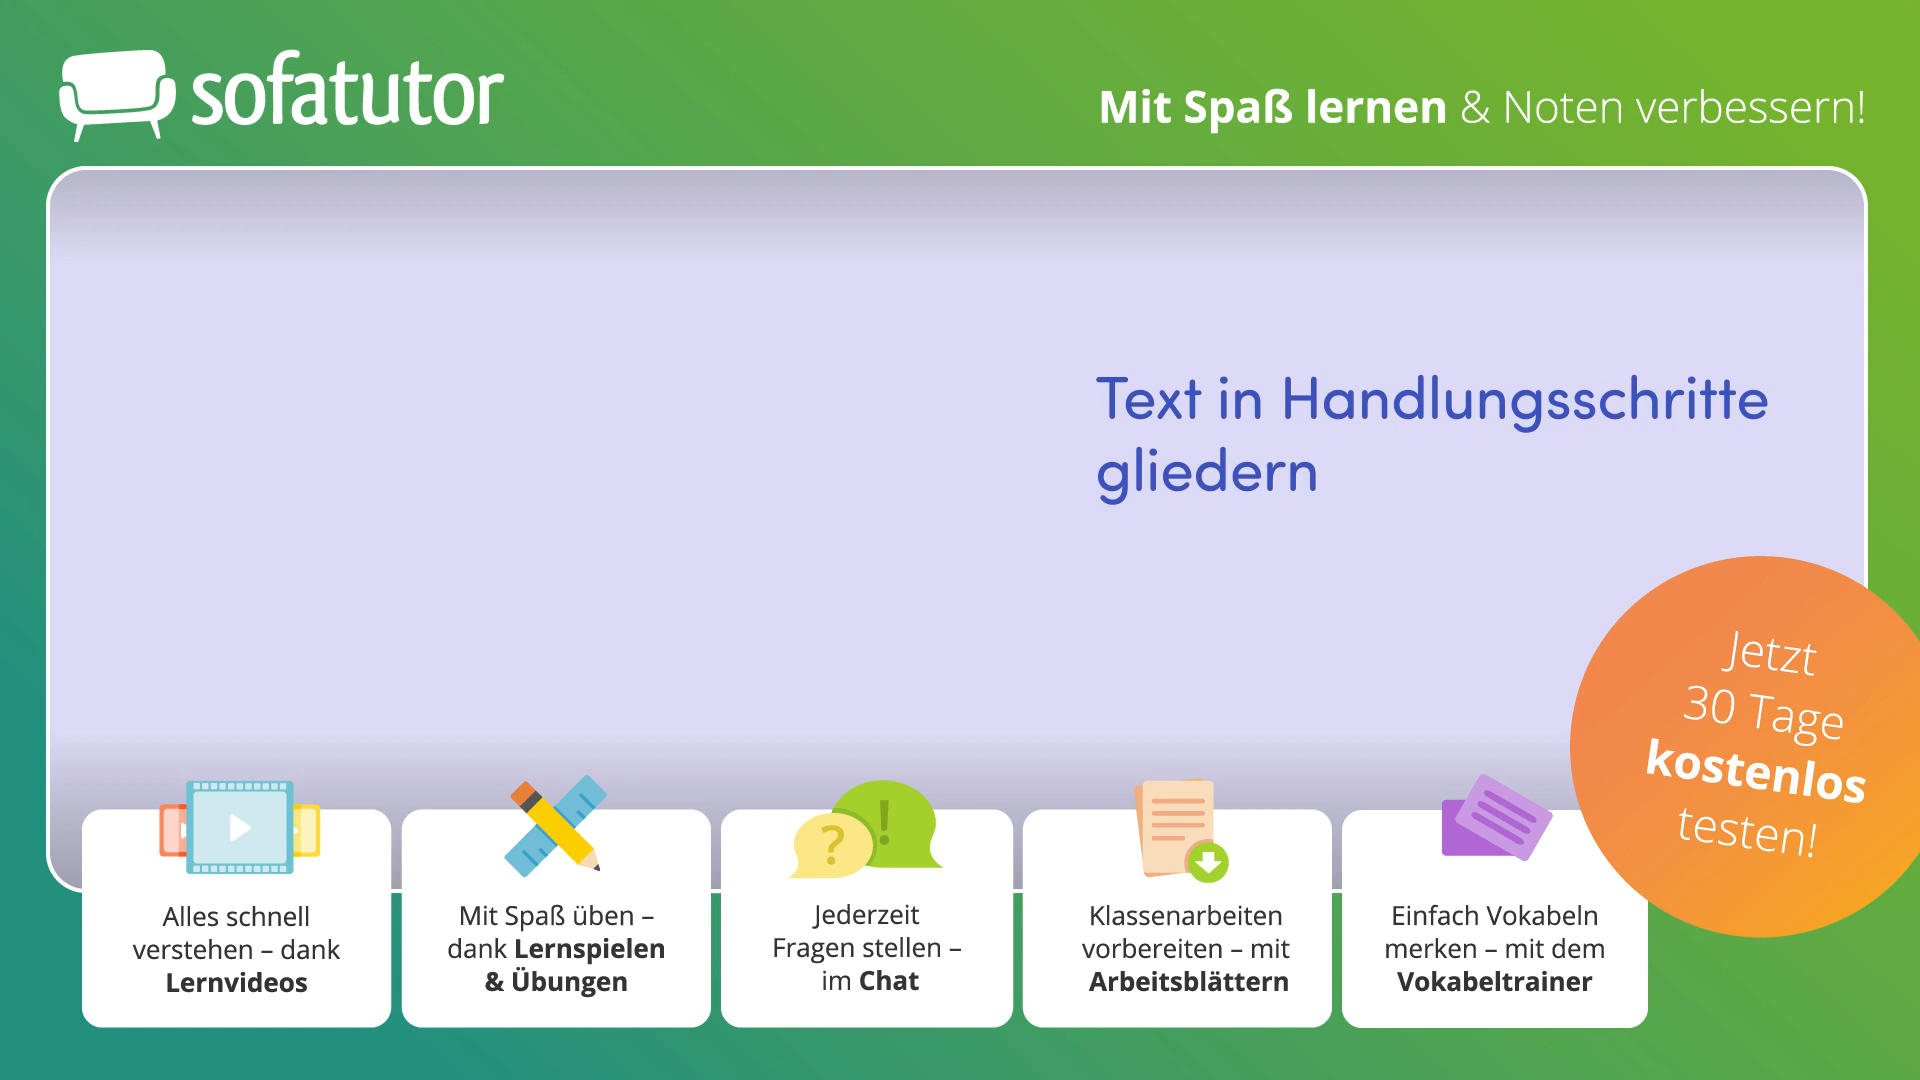 sofatutor
Mit Spaß lernen & Noten verbessern!
Text in Handlungsschritte
gliedern
Jetzt
30 Tage
kostenlos
testen!
? !
Alles schnell
verstehen – dank
Lernvideos
Mit Spaß üben –
dank Lernspielen
& Übungen
Jederzeit
Fragen stellen –
im Chat
Klassenarbeiten
vorbereiten – mit
Arbeitsblättern
Einfach Vokabeln
merken – mit dem
Vokabeltrainer